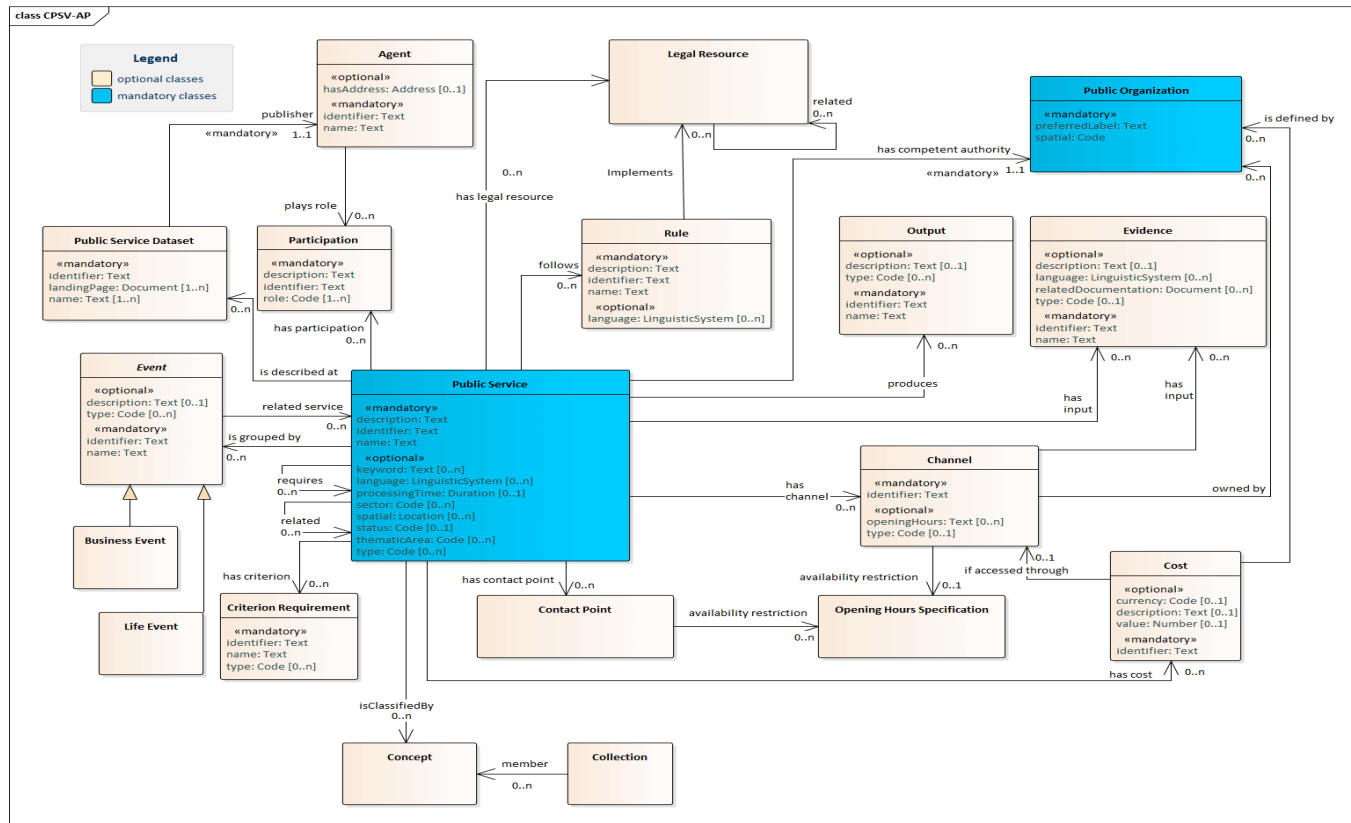 class CPSV-AP
Legend
optional classes
mandatory classes
Agent
«optional»
hasAddress: Address [0..1]
«mandatory»
identifier: Text
name: Text
publisher
«mandatory»
1..1
plays role
0..n
Legal Resource
related
0..n
0..n
Implements
0..n
has legal resource
Public Organization
«mandatory»
preferredLabel: Text
spatial: Code
is defined by
0..n
0..n
has competent authority
«mandatory»
1..1
Public Service Dataset
«mandatory»
identifier: Text
landingPage: Document [1..n]
name: Text [1..n]
0..n
is described at
Participation
«mandatory»
description: Text
identifier: Text
role: Code [1..n]
has participation
0..n
Rule
«mandatory»
description: Text
identifier: Text
name: Text
«optional»
language: LinguisticSystem [0..n]
follows
0..n
Output
«optional»
description: Text [0..1]
type: Code [0..n]
«mandatory»
identifier: Text
name: Text
0..n
produces
Evidence
«optional»
description: Text [0..1]
language: LinguisticSystem [0..n]
relatedDocumentation: Document [0..n]
type: Code [0..1]
«mandatory»
identifier: Text
name: Text
0..n
0..n
has
input
has
input
Event
«optional»
description: Text [0..1]
type: Code [0..n]
«mandatory»
identifier: Text
name: Text
related service
0..n
is grouped by
0..n
Public Service
«mandatory»
description: Text
identifier: Text
name: Text
«optional»
keyword: Text [0..n]
language: LinguisticSystem [0..n]
processingTime: Duration [0..1]
sector: Code [0..n]
spatial: Location [0..n]
status: Code [0..1]
thematicArea: Code [0..n]
type: Code [0..n]
requires
0..n
related
0..n
Channel
«mandatory»
identifier: Text
«optional»
openingHours: Text [0..n]
type: Code [0..1]
has
channel
0..n
owned by
Business Event
Life Event
has criterion
0..n
Criterion Requirement
«mandatory»
identifier: Text
name: Text
type: Code [0..n]
has contact point
0..n
Contact Point
availability restriction
0..n
availability restriction
0..1
Opening Hours Specification
0..1
if accessed through
Cost
«optional»
currency: Code [0..1]
description: Text [0..1]
value: Number [0..1]
«mandatory»
identifier: Text
has cost
0..n
isClassifiedBy
0..n
Concept
member
0..n
Collection